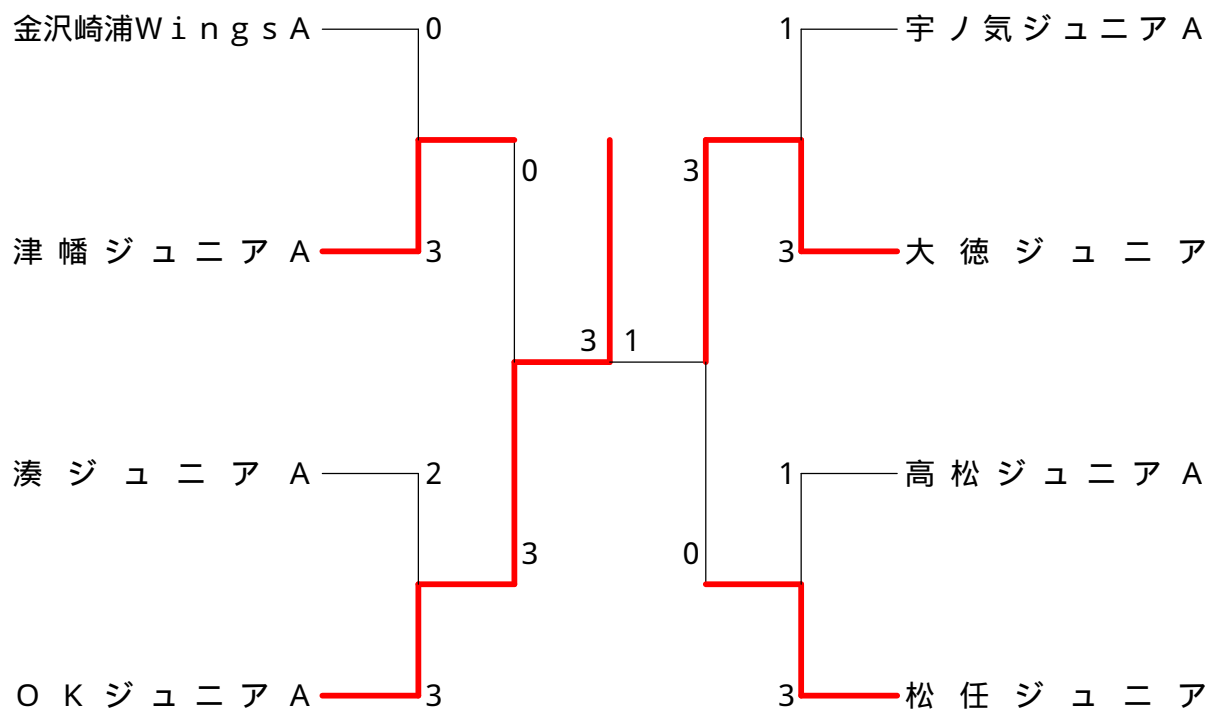 金沢崎浦WingsA 0 1 宇ノ気ジュニアA
0 3
津幡ジュニアA 3 3 大徳ジュニア
3 1
湊ジュニアA 2 1 高松ジュニアA
3 0
OKジュニアA 3 3 松任ジュニア